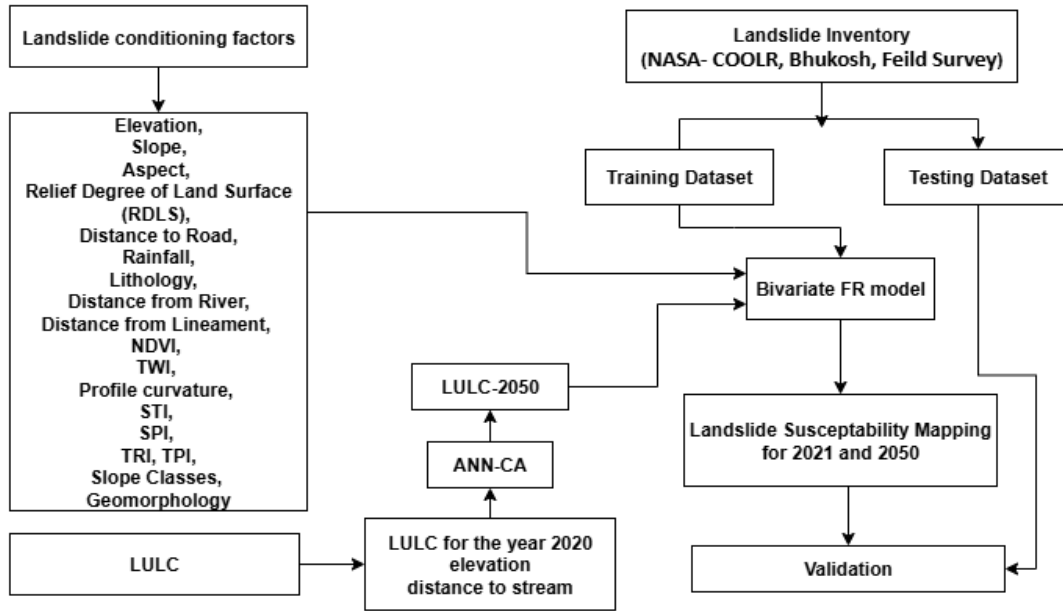 Landslide conditioning factors
Elevation,
Slope,
Aspect,
Relief Degree of Land Surface
(RDLS),
Distance to Road,
Rainfall,
Lithology,
Distance from River,
Distance from Lineament,
NDVI,
TWI,
Profile curvature,
STI,
SPI,
TRI, TPI,
Slope Classes,
Geomorphology
LULC
LULC for the year 2020
elevation
distance to stream
ANN-CA
LULC-2050
Landslide Inventory
(NASA- COOLR, Bhukosh, Feild Survey)
Training Dataset
Testing Dataset
Bivariate FR model
Landslide Susceptability Mapping
for 2021 and 2050
Validation